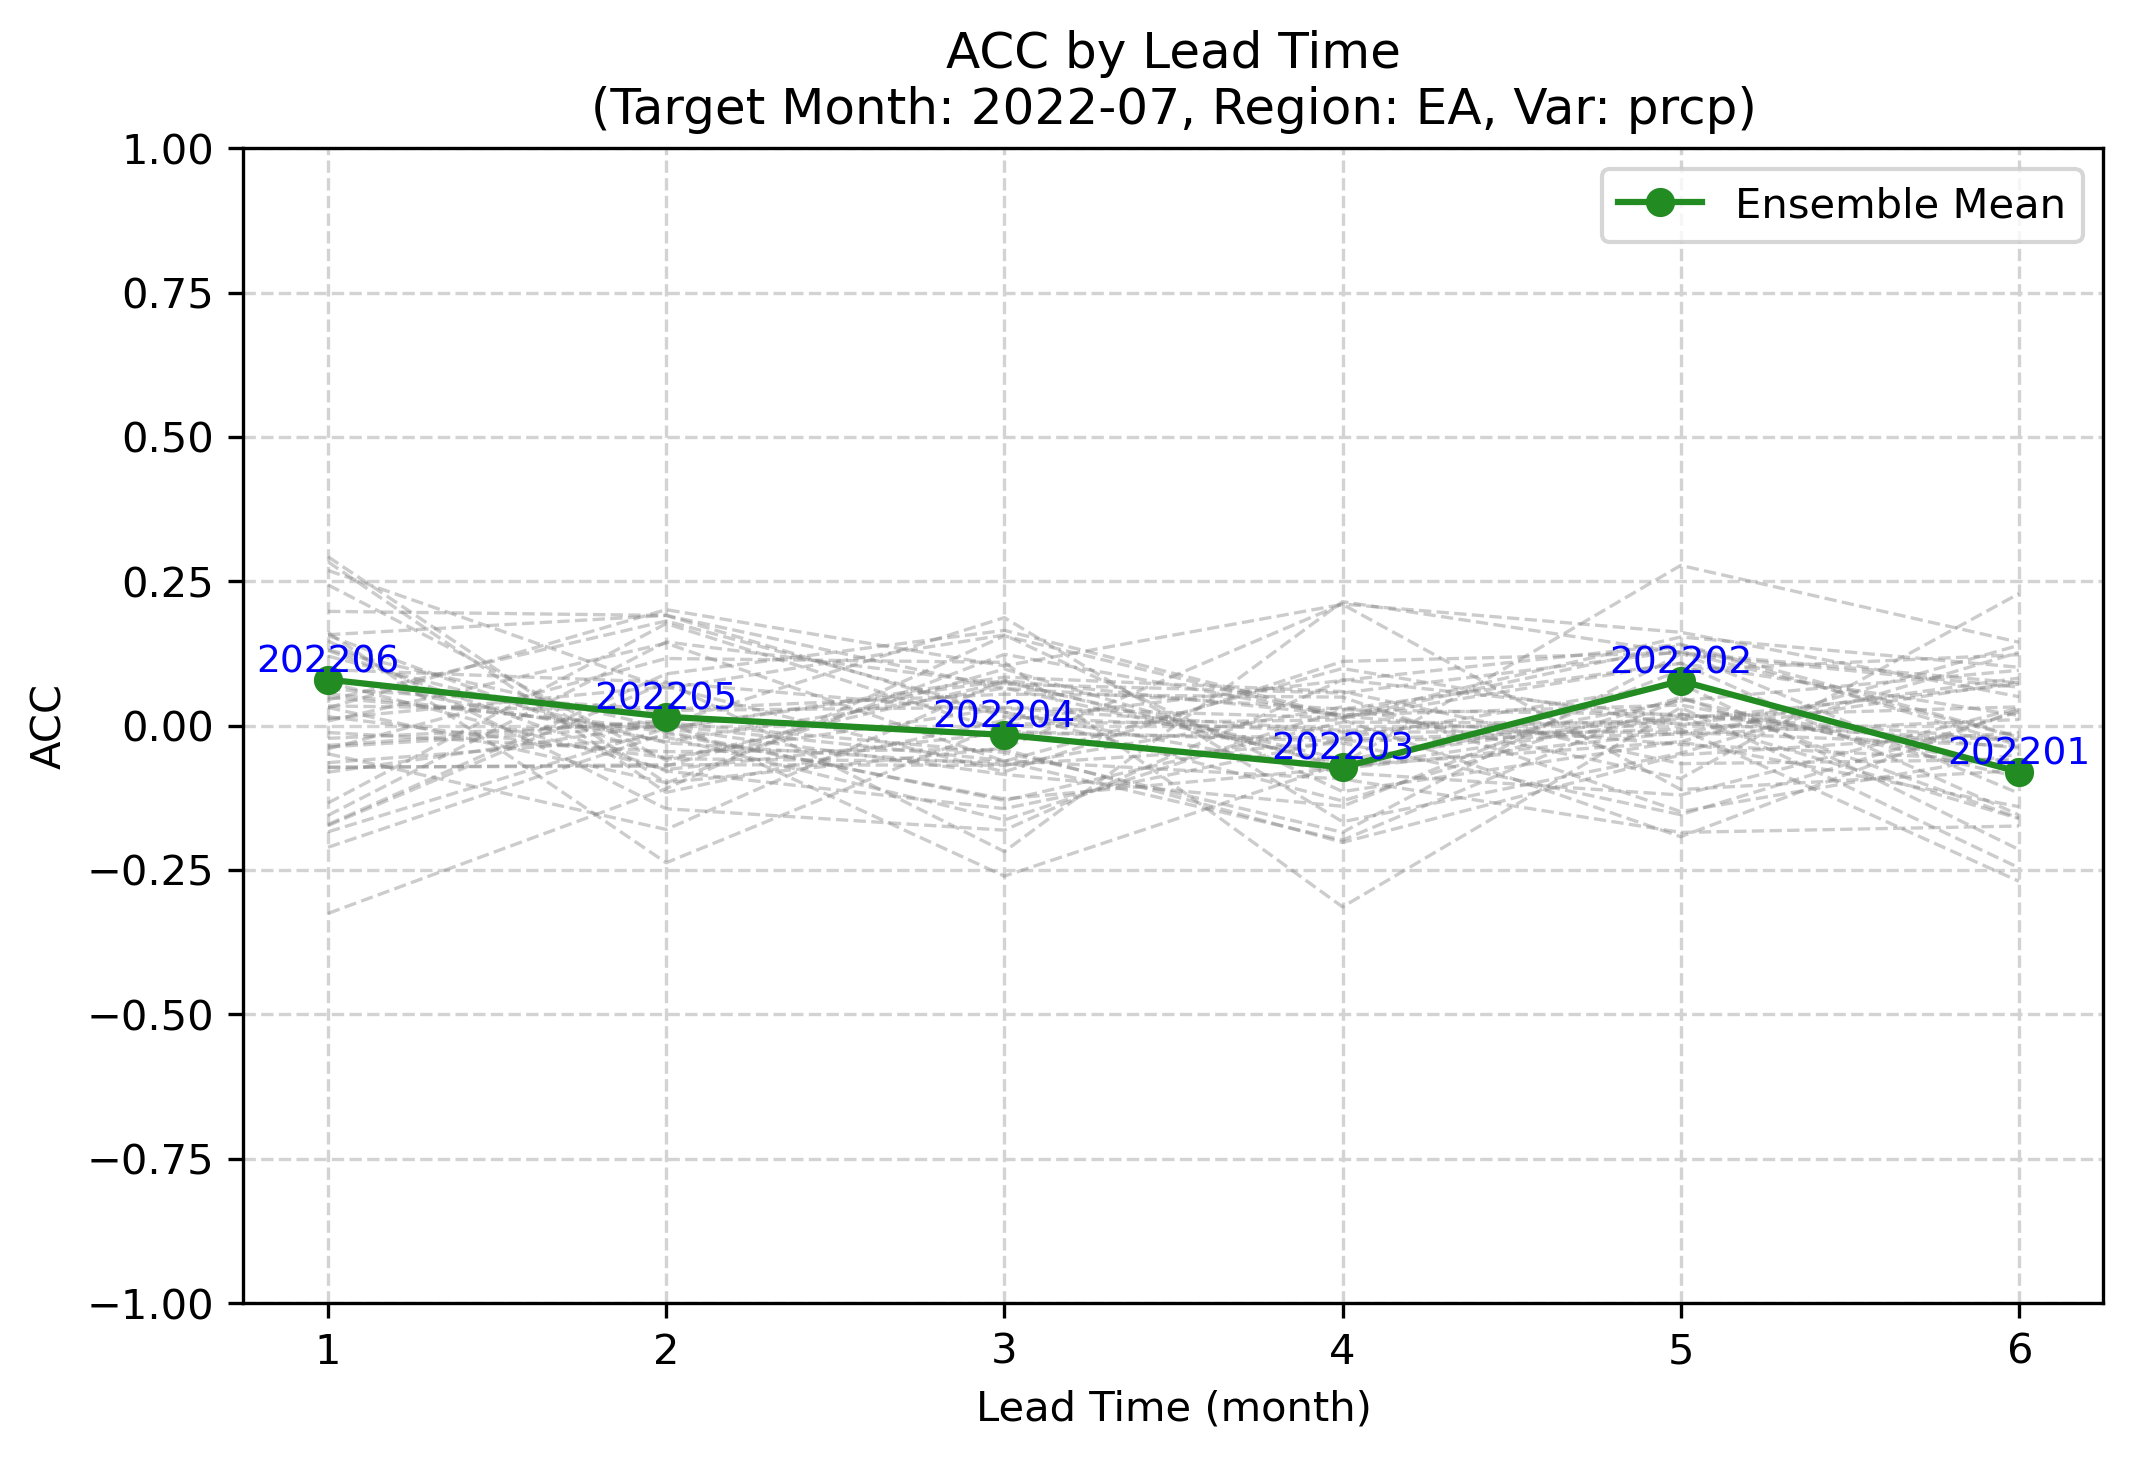 ACC by Lead Time
(Target Month: 2022-07, Region: EA, Var: prcp)
1.00
0.75
0.50
0.25
0.00
−0.25
−0.50
−0.75
−1.00
ACC
Ensemble Mean
202206
202205
202204
202203
202202
202201
1 2 3 4 5 6
Lead Time (month)